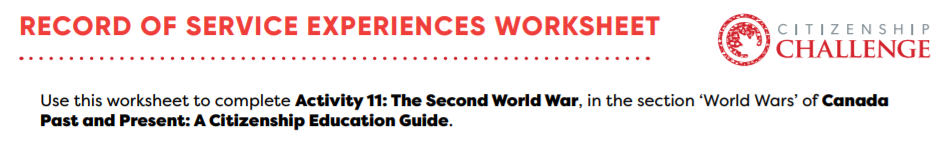 RECORD OF SERVICE EXPERIENCES WORKSHEET
CITIZENSHIP
CHALLENGE
Use this worksheet to complete Activity 11: The Second World War, in the section ‘World Wars’ of Canada
Past and Present: A Citizenship Education Guide.